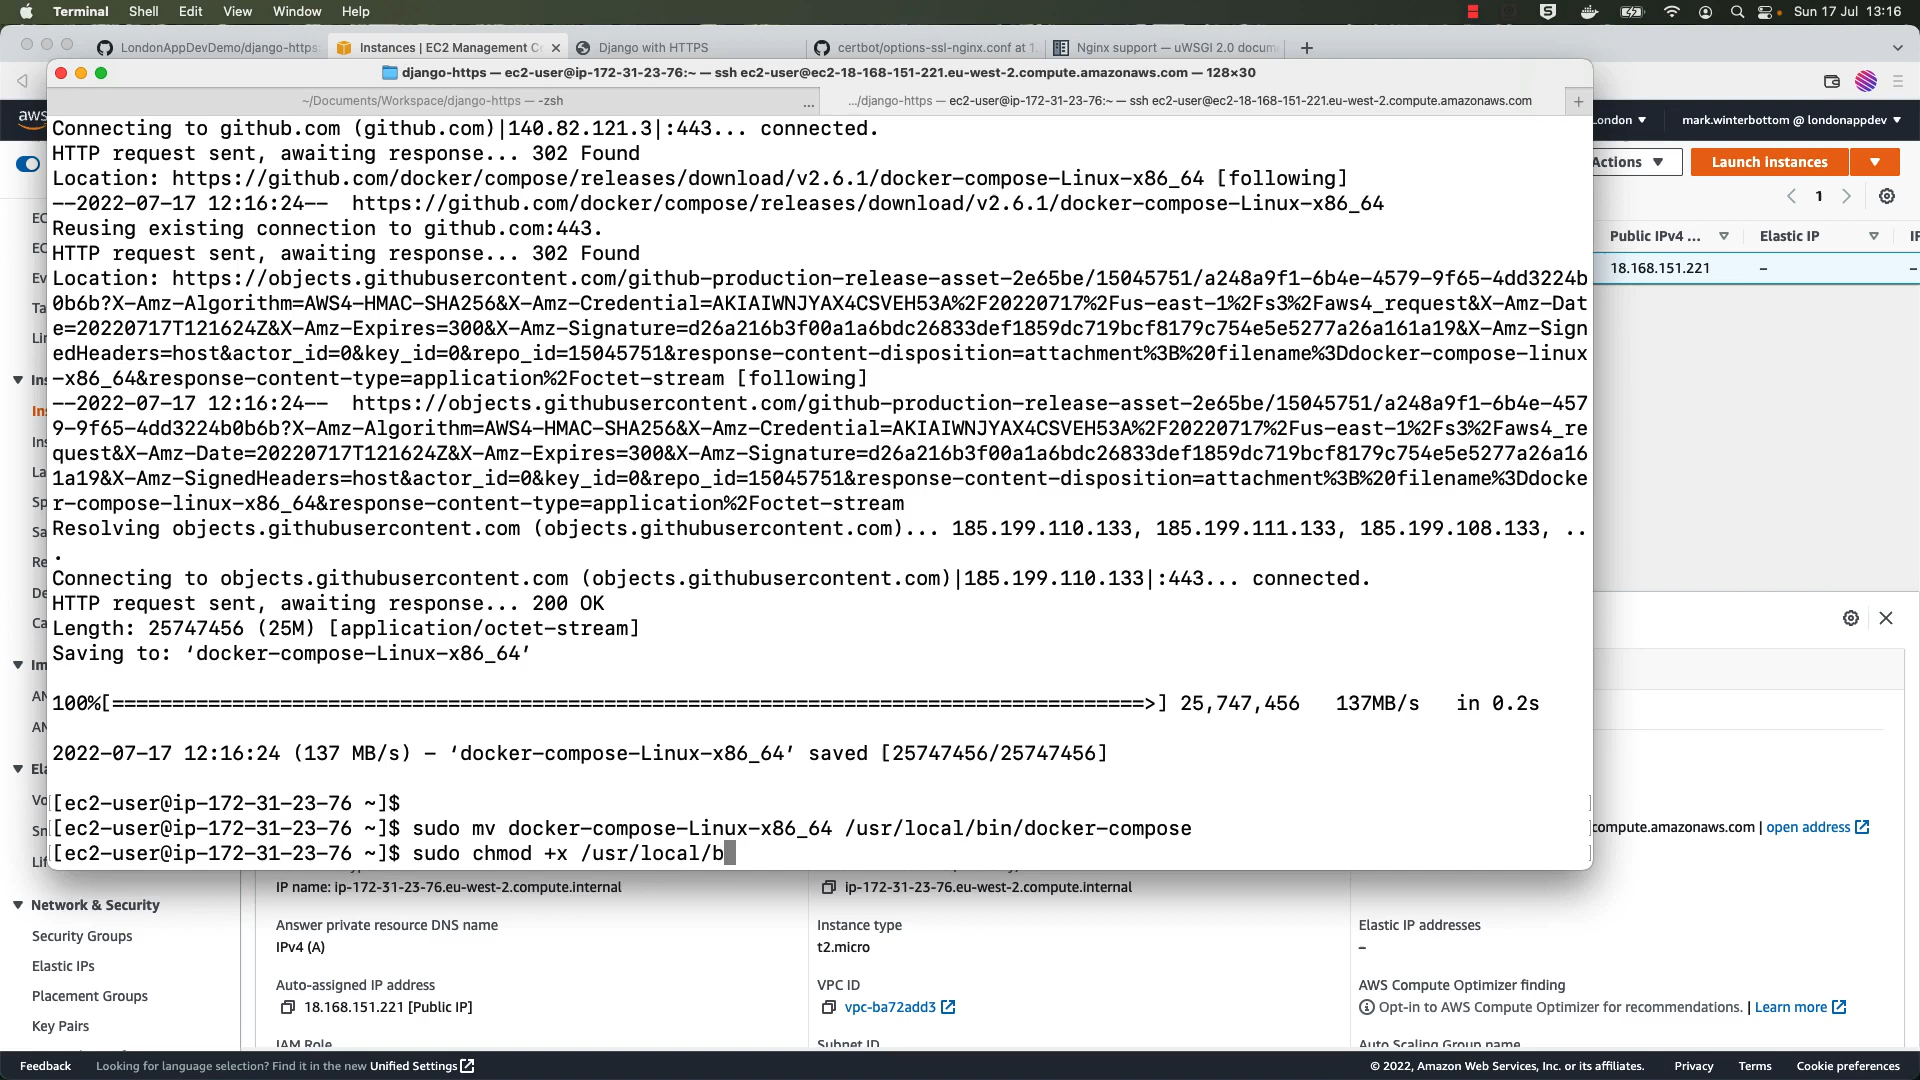 Terminal Shell Edit View Window Help
Sun 17 Jul 13:16
LondonAppDevDemo/django-https:
Instances | EC2 Management C
Django with HTTPS
certbot/options-ssl-nginx.conf at 1
Nginx support — uWSGI 2.0 docum
django-https — ec2-user@ip-172-31-23-76:~ — ssh ec2-user@ec2-18-168-151-221.eu-west-2.compute.amazonaws.com — 128×30
~/Documents/Workspace/django-https — -zsh
...
.../django-https — ec2-user@ip-172-31-23-76:~ — ssh ec2-user@ec2-18-168-151-221.eu-west-2.compute.amazonaws.com
aws
ondon
mark.winterbottom @ londonappdev
Actions
Launch instances
1
Public IPv4 ...
Elastic IP
18.168.151.221
–
–
Connecting to github.com (github.com)|140.82.121.3|:443... connected.
HTTP request sent, awaiting response... 302 Found
Location: https://github.com/docker/compose/releases/download/v2.6.1/docker-compose-Linux-x86_64 [following]
--2022-07-17 12:16:24--  https://github.com/docker/compose/releases/download/v2.6.1/docker-compose-Linux-x86_64
Reusing existing connection to github.com:443.
HTTP request sent, awaiting response... 302 Found
Location: https://objects.githubusercontent.com/github-production-release-asset-2e65be/15045751/a248a9f1-6b4e-4579-9f65-4dd3224b
0b6b?X-Amz-Algorithm=AWS4-HMAC-SHA256&X-Amz-Credential=AKIAIWNJYAX4CSVEH53A%2F20220717%2Fus-east-1%2Fs3%2Faws4_request&X-Amz-Dat
e=20220717T121624Z&X-Amz-Expires=300&X-Amz-Signature=d26a216b3f00a1a6bdc26833def1859dc719bcf8179c754e5e5277a26a161a19&X-Amz-Sign
edHeaders=host&actor_id=0&key_id=0&repo_id=15045751&response-content-disposition=attachment%3B%20filename%3Ddocker-compose-linux
-x86_64&response-content-type=application%2Foctet-stream [following]
--2022-07-17 12:16:24--  https://objects.githubusercontent.com/github-production-release-asset-2e65be/15045751/a248a9f1-6b4e-457
9-9f65-4dd3224b0b6b?X-Amz-Algorithm=AWS4-HMAC-SHA256&X-Amz-Credential=AKIAIWNJYAX4CSVEH53A%2F20220717%2Fus-east-1%2Fs3%2Faws4_re
quest&X-Amz-Date=20220717T121624Z&X-Amz-Expires=300&X-Amz-Signature=d26a216b3f00a1a6bdc26833def1859dc719bcf8179c754e5e5277a26a16
1a19&X-Amz-SignedHeaders=host&actor_id=0&key_id=0&repo_id=15045751&response-content-disposition=attachment%3B%20filename%3Ddocke
r-compose-linux-x86_64&response-content-type=application%2Foctet-stream
Resolving objects.githubusercontent.com (objects.githubusercontent.com)... 185.199.110.133, 185.199.111.133, 185.199.108.133, ..
.
Connecting to objects.githubusercontent.com (objects.githubusercontent.com)|185.199.110.133|:443... connected.
HTTP request sent, awaiting response... 200 OK
Length: 25747456 (25M) [application/octet-stream]
Saving to: ‘docker-compose-Linux-x86_64’
100%[======================================================================================>] 25,747,456   137MB/s   in 0.2s
2022-07-17 12:16:24 (137 MB/s) - ‘docker-compose-Linux-x86_64’ saved [25747456/25747456]
[ec2-user@ip-172-31-23-76 ~]$
[ec2-user@ip-172-31-23-76 ~]$ sudo mv docker-compose-Linux-x86_64 /usr/local/bin/docker-compose
[ec2-user@ip-172-31-23-76 ~]$ sudo chmod +x /usr/local/b
compute.amazonaws.com | open address
IP name: ip-172-31-23-76.eu-west-2.compute.internal
ip-172-31-23-76.eu-west-2.compute.internal
Network & Security
Security Groups
Elastic IPs
Placement Groups
Key Pairs
Answer private resource DNS name
IPv4 (A)
Instance type
t2.micro
Elastic IP addresses
–
Auto-assigned IP address
18.168.151.221 [Public IP]
VPC ID
vpc-ba72add3
AWS Compute Optimizer finding
Opt-in to AWS Compute Optimizer for recommendations. | Learn more
IAM Role
Subnet ID
Auto Scaling Group name
Feedback
Looking for language selection? Find it in the new Unified Settings
© 2022, Amazon Web Services, Inc. or its affiliates.
Privacy
Terms
Cookie preferences